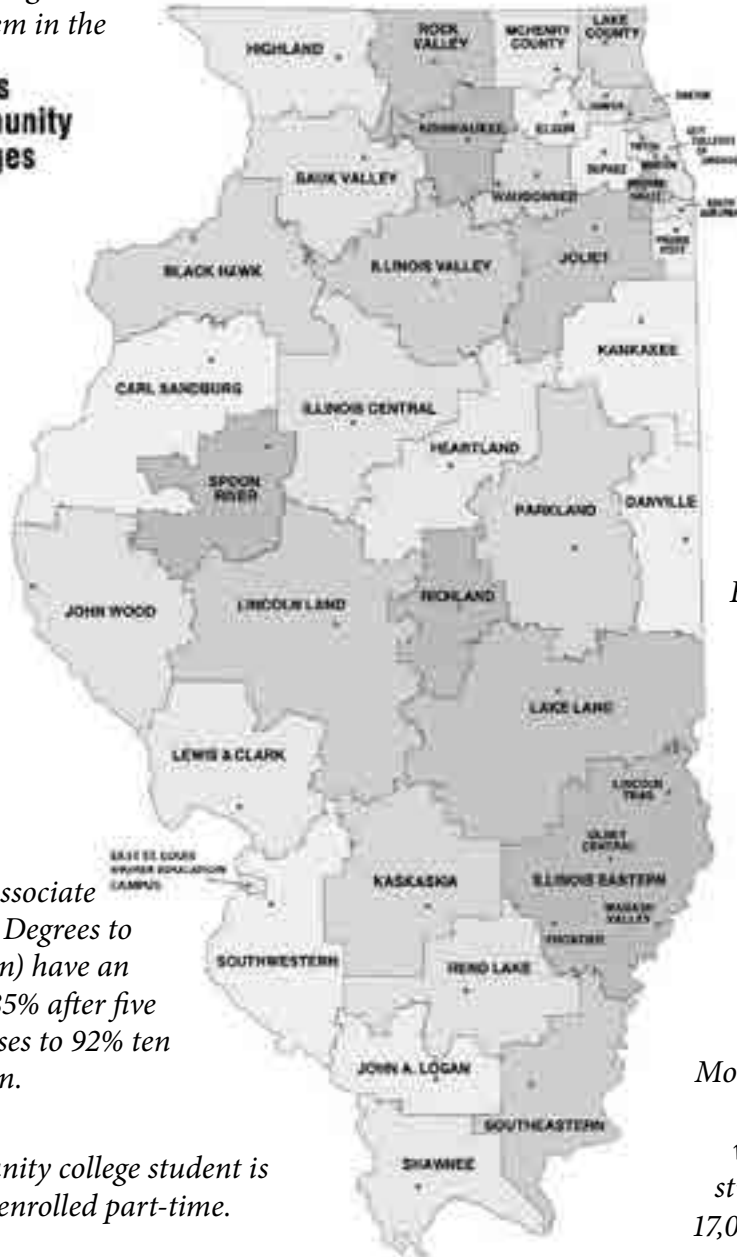 em in the
s
unity
ges
HIGHLAND
ROCK
VALLEY
MCHENRY
COUNTY
LAKE
COUNTY
KISHWAUKEE
ELGIN
DUPAGE
SAUK VALLEY
WAUBONSEE
BLACK HAWK
ILLINOIS VALLEY
JOLIET
KANKAKEE
CARL SANDBURG
ILLINOIS CENTRAL
HEARTLAND
SPOON
RIVER
PARKLAND
DANVILLE
JOHN WOOD
LINCOLN LAND
RICHLAND
LAKE LAND
LEWIS & CLARK
LINCOLN
TRAIL
OLNEY
CENTRAL
EAST ST. LOUIS
HIGHER EDUCATION
CAMPUS
KASKASKIA
ILLINOIS EASTERN
WABASH
VALLEY
FRONTIER
SOUTHWESTERN
REND LAKE
JOHN A. LOGAN
SOUTHEASTERN
SHAWNEE
ssociate
Degrees to
n) have an
35% after five
ses to 92% ten
n.
nity college student is
enrolled part-time.
Mo
st
17,0